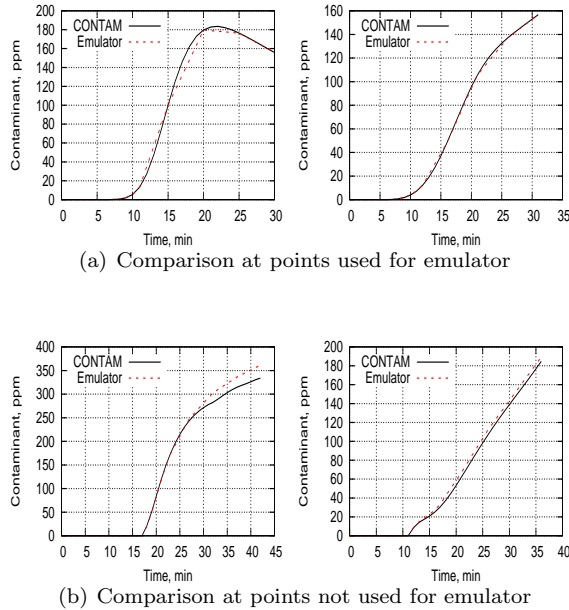 200
180
160
140
120
100
80
60
40
20
0
0 5 10 15 20 25 30
Contaminant, ppm
Time, min
CONTAM
Emulator
160
140
120
100
80
60
40
20
0
0 5 10 15 20 25 30 35
Contaminant, ppm
Time, min
CONTAM
Emulator
(a) Comparison at points used for emulator
400
350
300
250
200
150
100
50
0
0 5 10 15 20 25 30 35 40 45
Contaminant, ppm
Time, min
CONTAM
Emulator
200
180
160
140
120
100
80
60
40
20
0
0 5 10 15 20 25 30 35 40
Contaminant, ppm
Time, min
CONTAM
Emulator
(b) Comparison at points not used for emulator